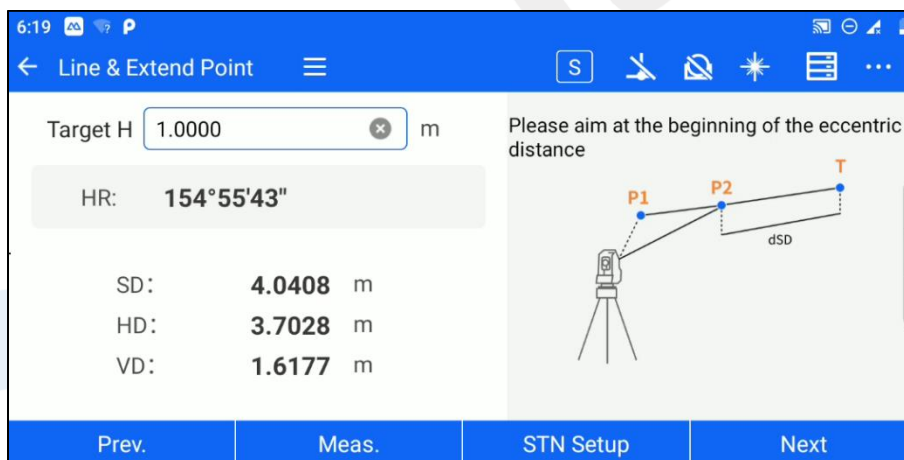 6:19
Line & Extend Point
S
Target H 1.0000 m
HR: 154°55'43"
SD: 4.0408 m
HD: 3.7028 m
VD: 1.6177 m
Please aim at the beginning of the eccentric
distance
T
P1 P2
dSD
Prev. Meas. STN Setup Next